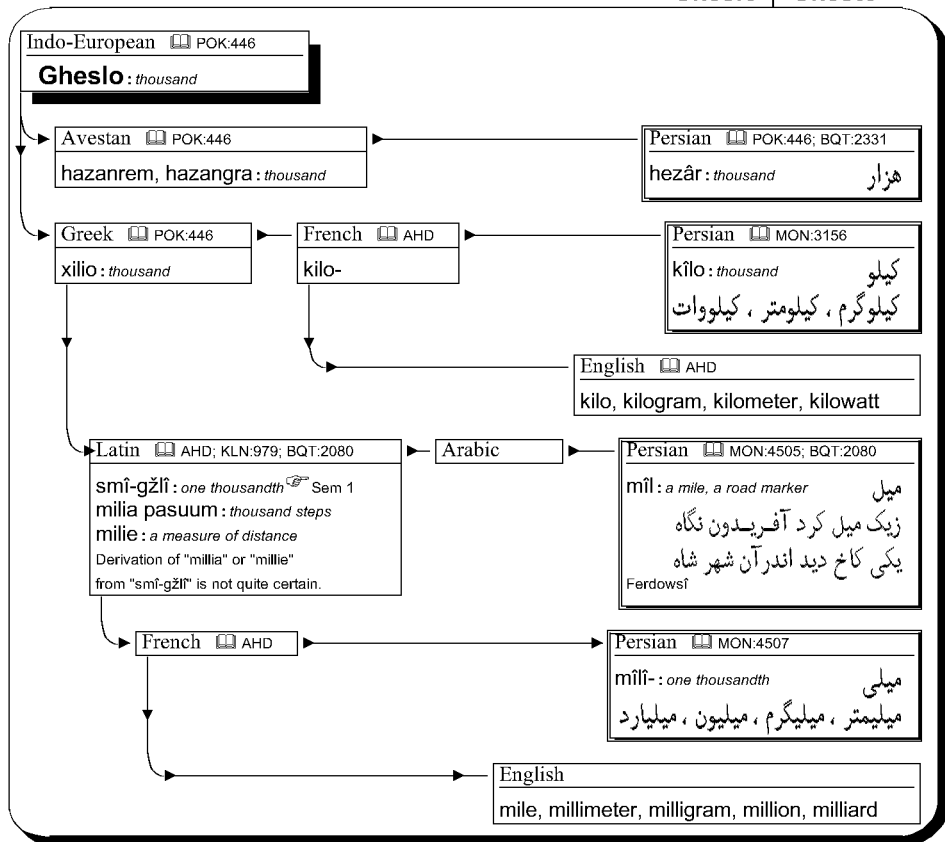 Indo-European 🕮 POK:446
Gheslo : thousand
Avestan 🕮 POK:446
hazanrem, hazangra : thousand
Persian 🕮 POK:446; BQT:2331
hezâr : thousand هزار
Greek 🕮 POK:446
xilio : thousand
French 🕮 AHD
kilo-
Persian 🕮 MON:3156
kîlo : thousand کیلو
کیلوگرم ، کیلومتر ، کیلووات
English 🕮 AHD
kilo, kilogram, kilometer, kilowatt
Latin 🕮 AHD; KLN:979; BQT:2080
smî-gžlî : one thousandth ☞ Sem 1
milia pasuum : thousand steps
milie : a measure of distance
Derivation of "millia" or "millie"
from "smî-gžlî" is not quite certain.
Arabic
Persian 🕮 MON:4505; BQT:2080
mîl : a mile, a road marker میل
زیک میل کرد آفـریـدون نگاه
یکی کاخ دید اندرآن شهر شاه
Ferdowsî
French 🕮 AHD
Persian 🕮 MON:4507
mîlî- : one thousandth میلی
میلیمتر ، میلیگرم ، میلیون ، میلیارد
English
mile, millimeter, milligram, million, milliard